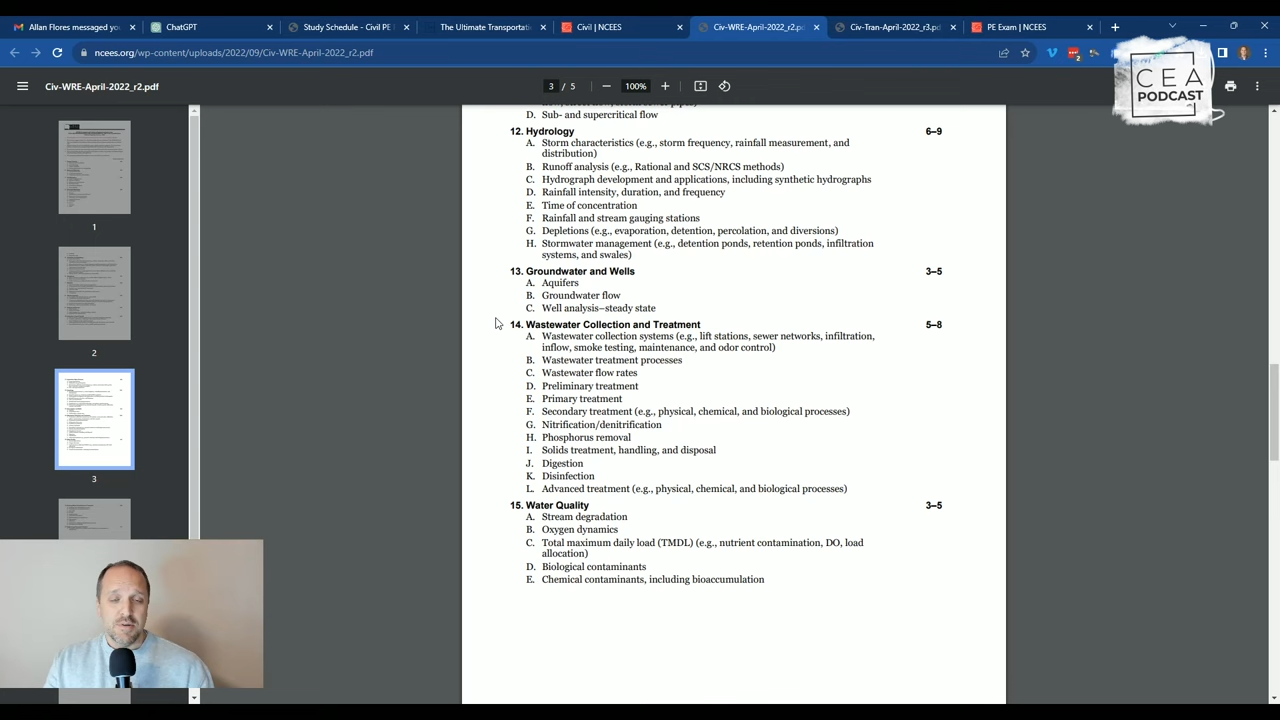 Allan Flores messaged yo
ChatGPT
Study Schedule - Civil PE
The Ultimate Transportati
Civil | NCEES
Civ-WRE-April-2022_r2.pd
Civ-Tran-April-2022_r3.pd
PE Exam | NCEES
ncees.org/wp-content/uploads/2022/09/Civ-WRE-April-2022_r2.pdf
Civ-WRE-April-2022_r2.pdf
3 / 5
100%
CEA
PODCAST
1
2
3
D. Sub- and supercritical flow
12. Hydrology 6–9
A. Storm characteristics (e.g., storm frequency, rainfall measurement, and
distribution)
B. Runoff analysis (e.g., Rational and SCS/NRCS methods)
C. Hydrograph development and applications, including synthetic hydrographs
D. Rainfall intensity, duration, and frequency
E. Time of concentration
F. Rainfall and stream gauging stations
G. Depletions (e.g., evaporation, detention, percolation, and diversions)
H. Stormwater management (e.g., detention ponds, retention ponds, infiltration
systems, and swales)
13. Groundwater and Wells 3–5
A. Aquifers
B. Groundwater flow
C. Well analysis–steady state
14. Wastewater Collection and Treatment 5–8
A. Wastewater collection systems (e.g., lift stations, sewer networks, infiltration,
inflow, smoke testing, maintenance, and odor control)
B. Wastewater treatment processes
C. Wastewater flow rates
D. Preliminary treatment
E. Primary treatment
F. Secondary treatment (e.g., physical, chemical, and biological processes)
G. Nitrification/denitrification
H. Phosphorus removal
I. Solids treatment, handling, and disposal
J. Digestion
K. Disinfection
L. Advanced treatment (e.g., physical, chemical, and biological processes)
15. Water Quality 3–5
A. Stream degradation
B. Oxygen dynamics
C. Total maximum daily load (TMDL) (e.g., nutrient contamination, DO, load
allocation)
D. Biological contaminants
E. Chemical contaminants, including bioaccumulation